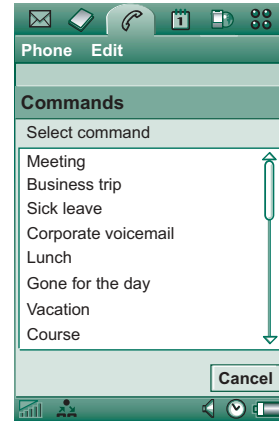 1
Phone Edit
Commands
Select command
Meeting
Business trip
Sick leave
Corporate voicemail
Lunch
Gone for the day
Vacation
Course
Cancel